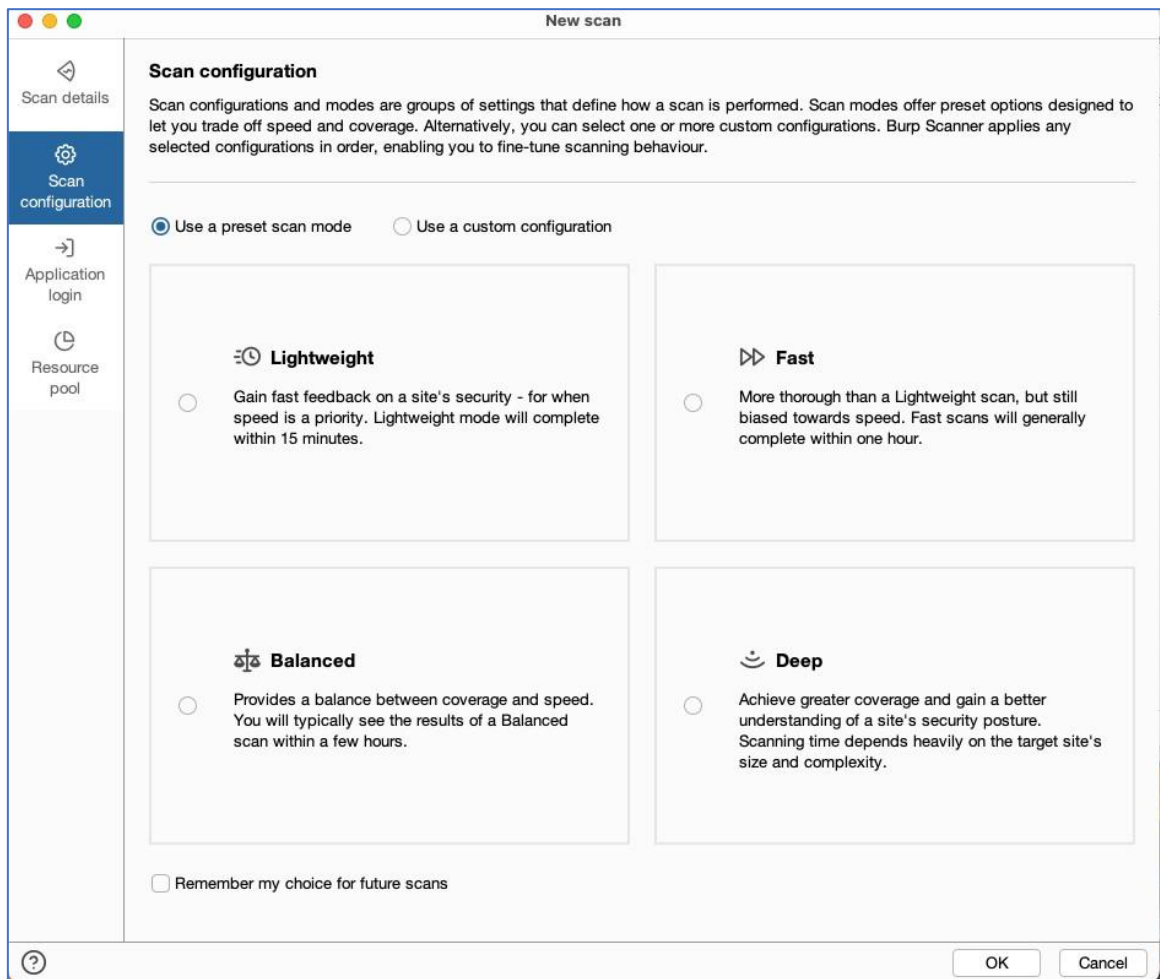 New scan
Scan details
Scan
configuration
Application
login
Resource
pool
Scan configuration
Scan configurations and modes are groups of settings that define how a scan is performed. Scan modes offer preset options designed to
let you trade off speed and coverage. Alternatively, you can select one or more custom configurations. Burp Scanner applies any
selected configurations in order, enabling you to fine-tune scanning behaviour.
Use a preset scan mode
Use a custom configuration
Lightweight
Gain fast feedback on a site's security - for when
speed is a priority. Lightweight mode will complete
within 15 minutes.
Fast
More thorough than a Lightweight scan, but still
biased towards speed. Fast scans will generally
complete within one hour.
Balanced
Provides a balance between coverage and speed.
You will typically see the results of a Balanced
scan within a few hours.
Deep
Achieve greater coverage and gain a better
understanding of a site's security posture.
Scanning time depends heavily on the target site's
size and complexity.
Remember my choice for future scans
?
OK
Cancel